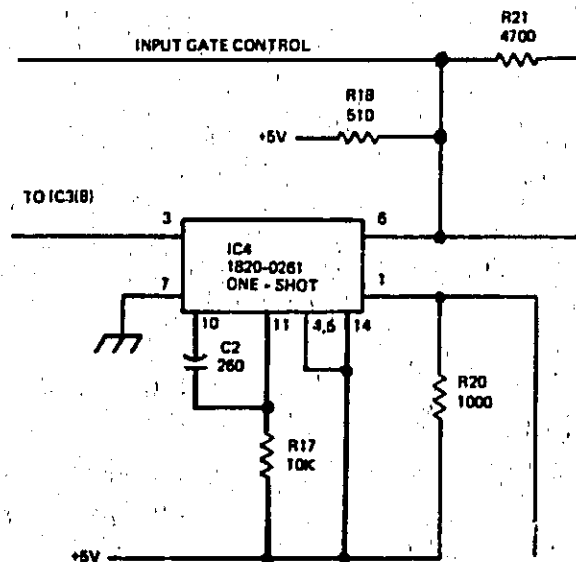 R21
4700
INPUT GATE CONTROL
R18
510
+5V
TO IC3(8)
3
6
IC4
1820-0261
ONE - SHOT
7
1
10
11
4,5
14
C2
260
R20
1000
R17
10K
+5V